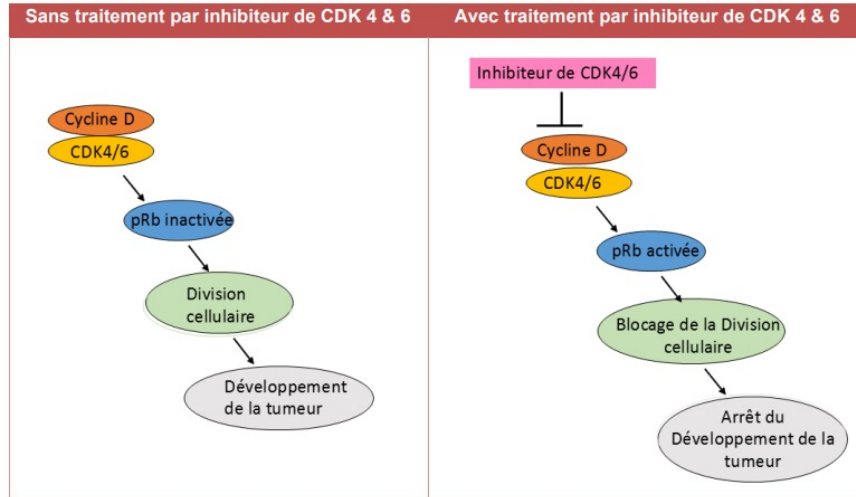 Sans traitement par inhibiteur de CDK 4 & 6
Cycline D
CDK4/6
pRb inactivée
Division
cellulaire
Développement
de la tumeur
Avec traitement par inhibiteur de CDK 4 & 6
Inhibiteur de CDK4/6
Cycline D
CDK4/6
pRb activée
Blocage de la Division
cellulaire
Arrêt du
Développement de la
tumeur